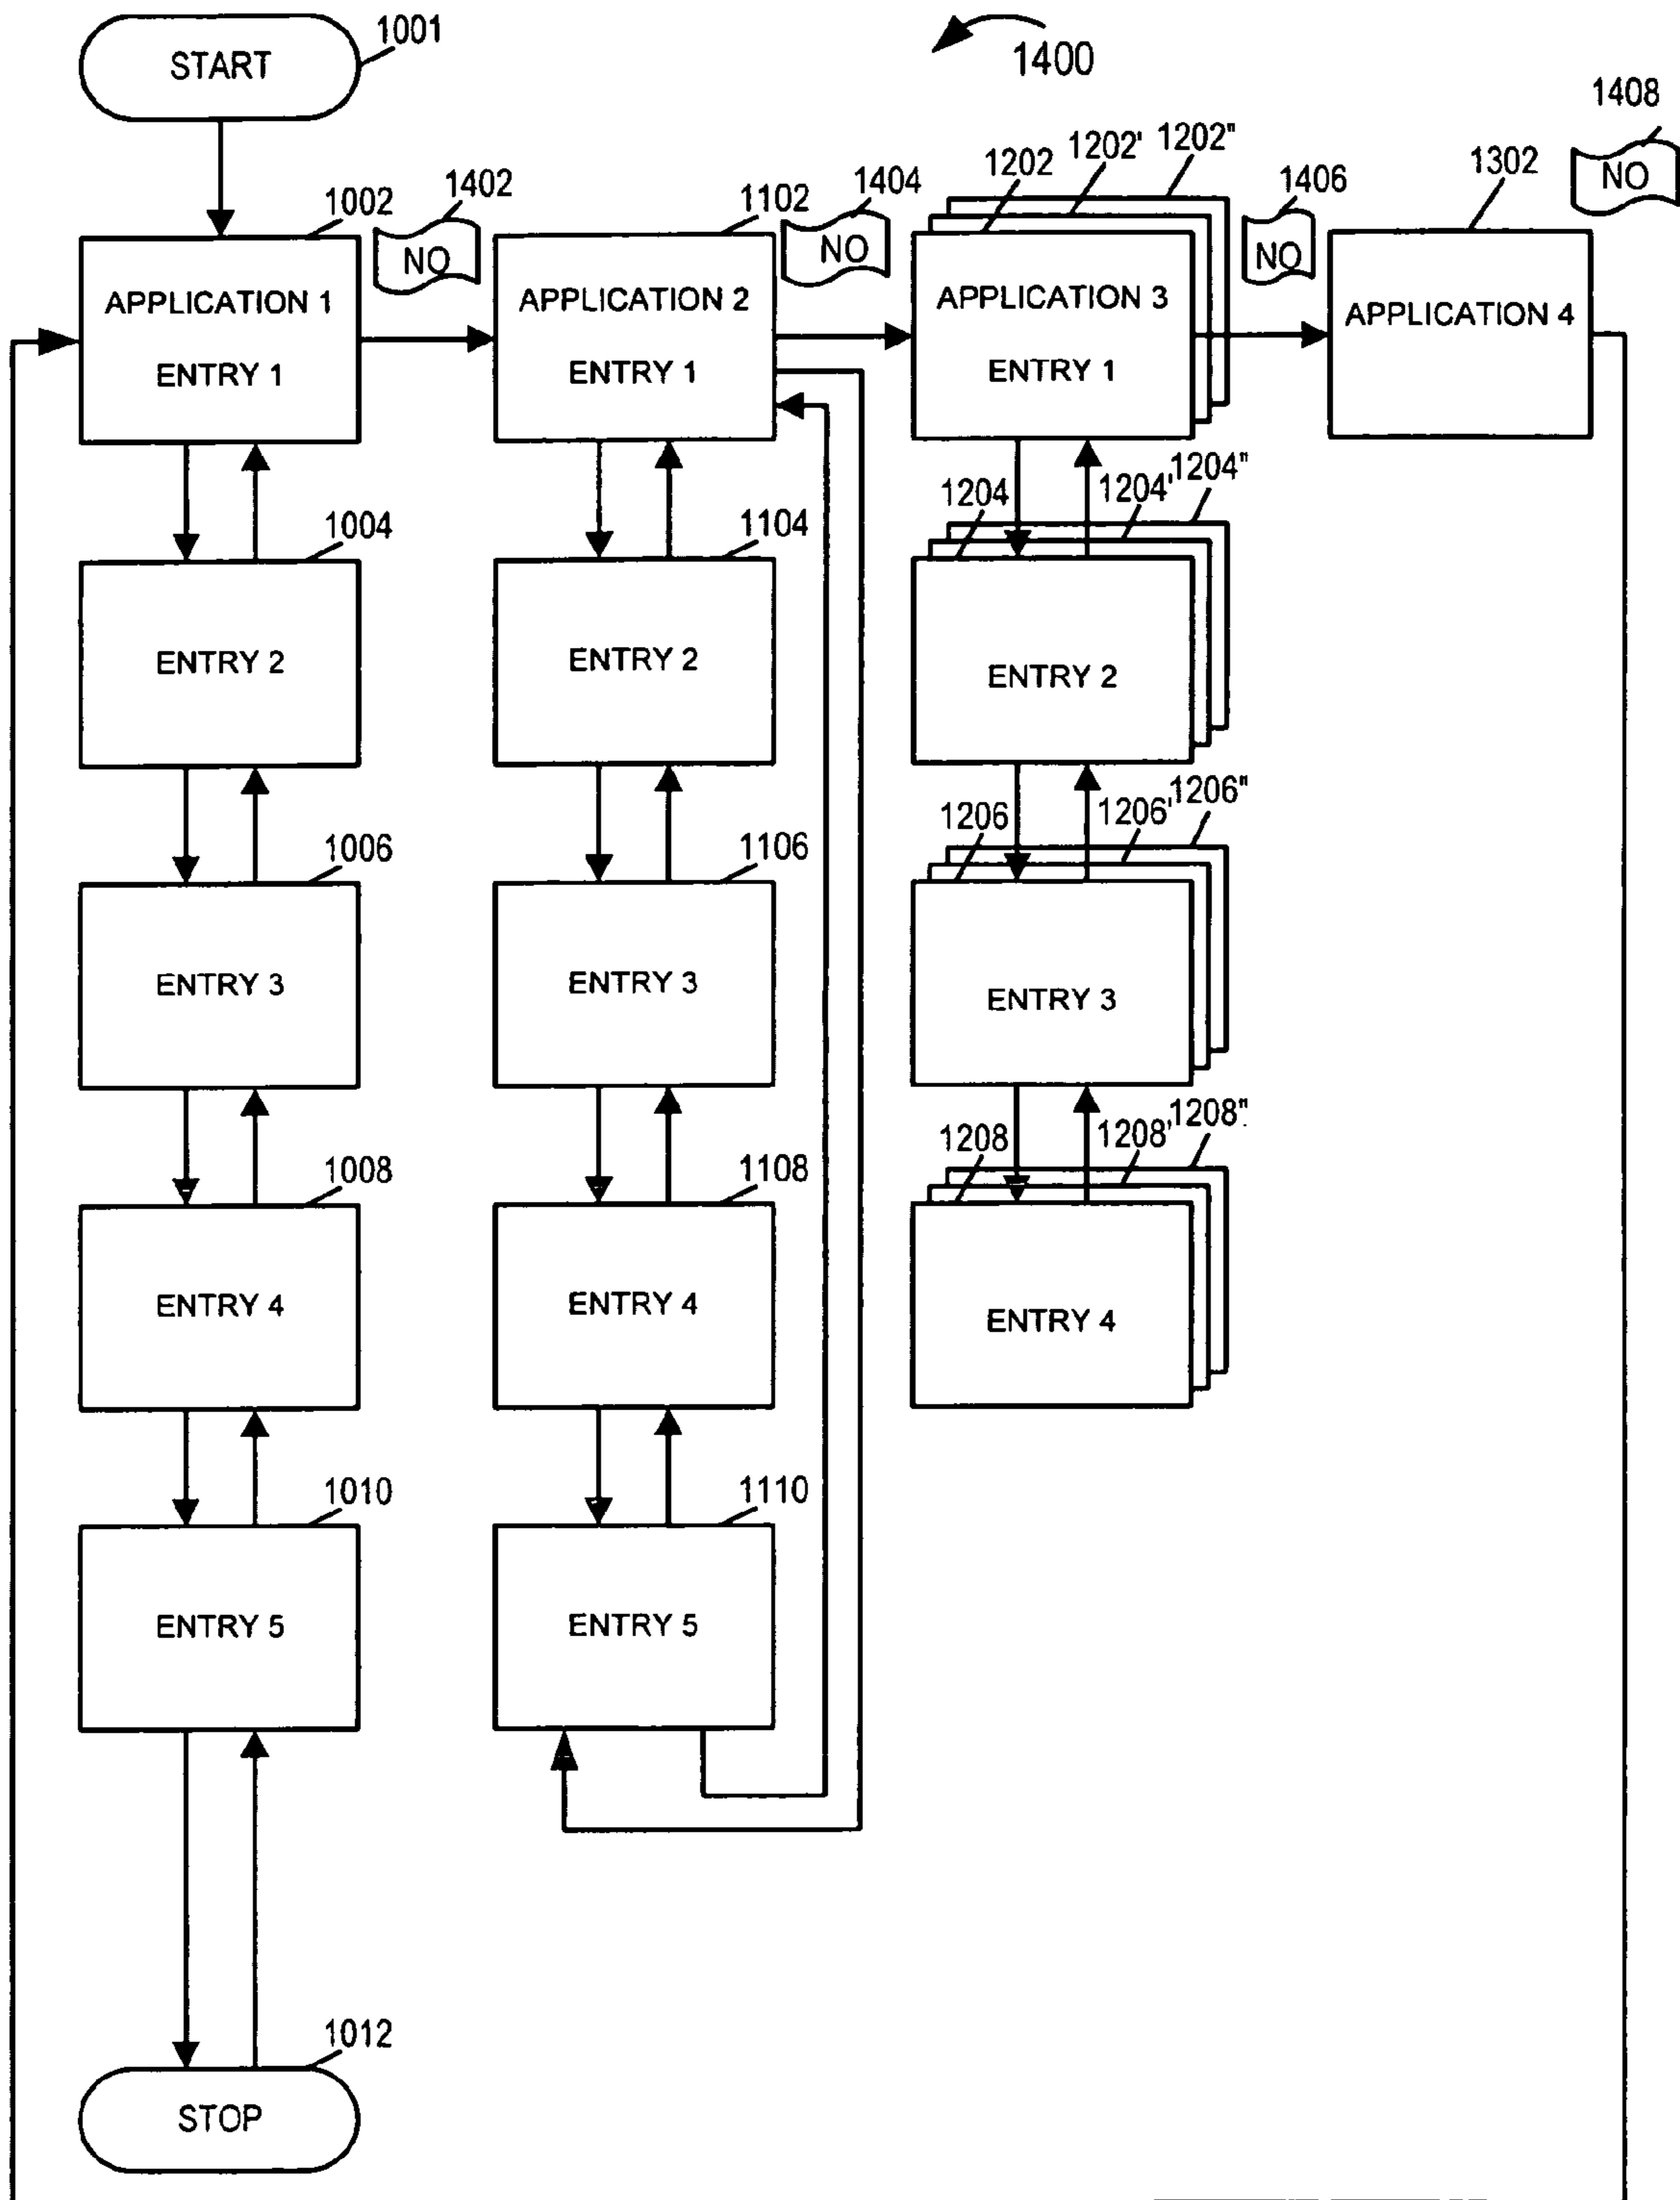 1001
START
1400
1408
NO
1002
1402
NO
1102
1404
NO
1202
1202'
1202"
1406
NO
1302
APPLICATION 1
ENTRY 1
APPLICATION 2
ENTRY 1
APPLICATION 3
ENTRY 1
APPLICATION 4
1004
1104
1204
1204'
1204"
ENTRY 2
ENTRY 2
ENTRY 2
1006
1106
1206
1206'
1206"
ENTRY 3
ENTRY 3
ENTRY 3
1008
1108
1208
1208'
1208"
ENTRY 4
ENTRY 4
ENTRY 4
1010
1110
ENTRY 5
ENTRY 5
1012
STOP